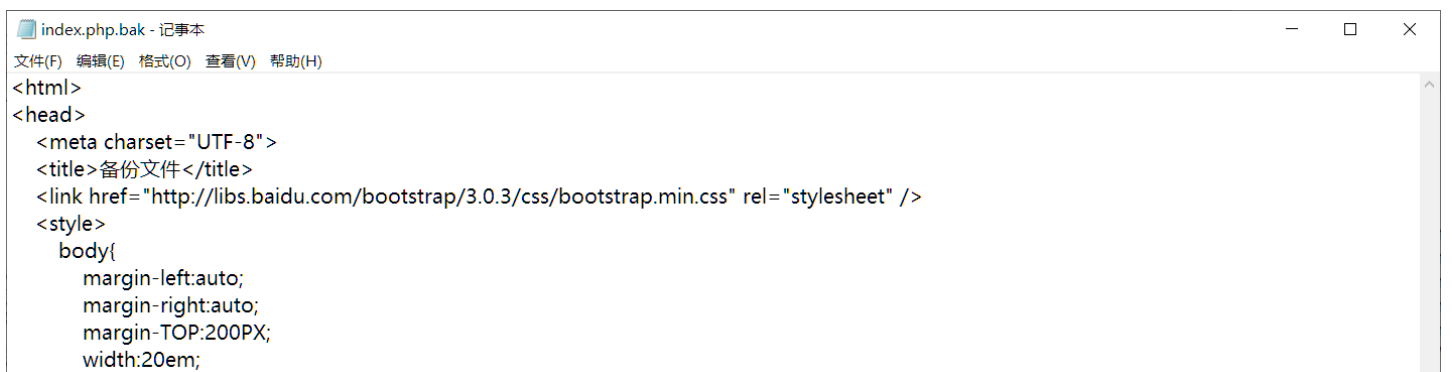 index.php.bak - 记事本
文件(F) 编辑(E) 格式(O) 查看(V) 帮助(H)
<html>
<head>
<meta charset="UTF-8">
<title>备份文件</title>
<link href="http://libs.baidu.com/bootstrap/3.0.3/css/bootstrap.min.css" rel="stylesheet" />
<style>
body{
margin-left:auto;
margin-right:auto;
margin-TOP:200PX;
width:20em;